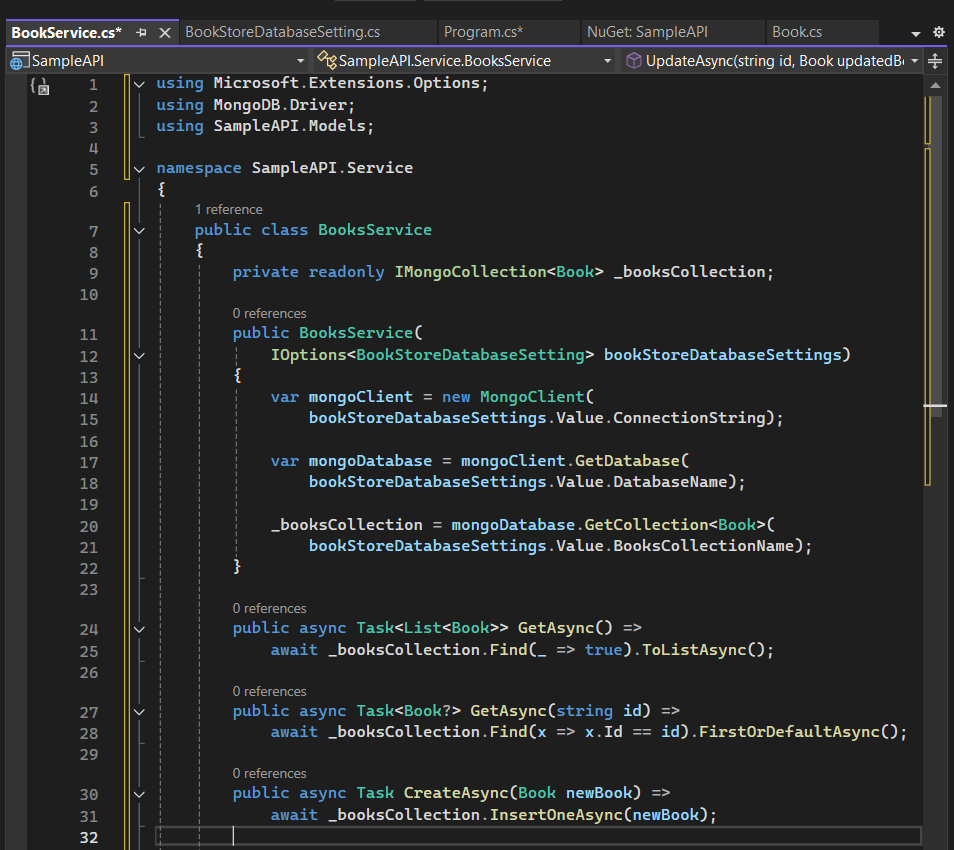 BookService.cs* BookStoreDatabaseSetting.cs Program.cs* NuGet: SampleAPI Book.cs
SampleAPI SampleAPI.Service.BooksService UpdateAsync(string id, Book updatedBo
1 using Microsoft.Extensions.Options;
2 using MongoDB.Driver;
3 using SampleAPI.Models;
4
5 namespace SampleAPI.Service
6 {
1 reference
7 public class BooksService
8 {
9 private readonly IMongoCollection<Book> _booksCollection;
10
0 references
11 public BooksService(
12 IOptions<BookStoreDatabaseSetting> bookStoreDatabaseSettings)
13 {
14 var mongoClient = new MongoClient(
15 bookStoreDatabaseSettings.Value.ConnectionString);
16
17 var mongoDatabase = mongoClient.GetDatabase(
18 bookStoreDatabaseSettings.Value.DatabaseName);
19
20 _booksCollection = mongoDatabase.GetCollection<Book>(
21 bookStoreDatabaseSettings.Value.BooksCollectionName);
22 }
23
0 references
24 public async Task<List<Book>> GetAsync() =>
25 await _booksCollection.Find(_ => true).ToListAsync();
26
0 references
27 public async Task<Book?> GetAsync(string id) =>
28 await _booksCollection.Find(x => x.Id == id).FirstOrDefaultAsync();
29
0 references
30 public async Task CreateAsync(Book newBook) =>
31 await _booksCollection.InsertOneAsync(newBook);
32